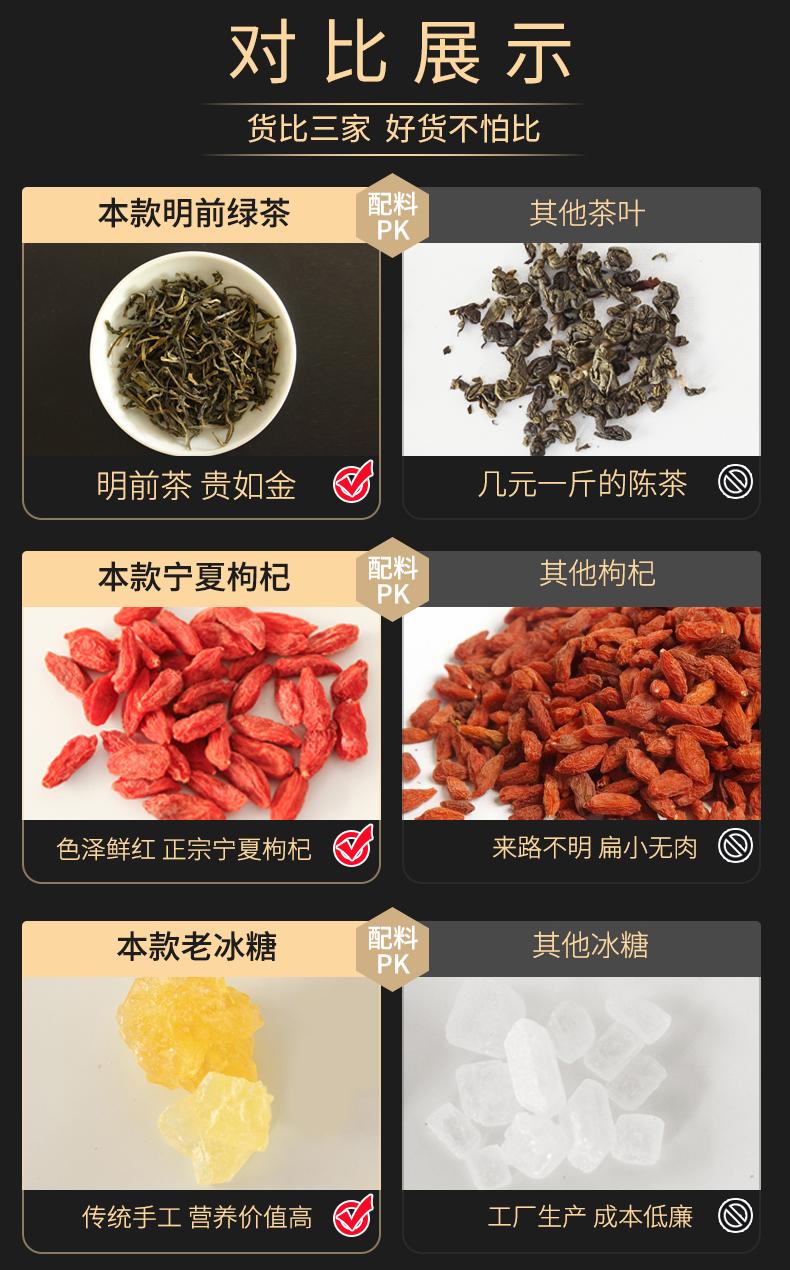 对比展示
货比三家 好货不怕比
本款明前绿茶
配料
PK
其他茶叶
明前茶 贵如金
几元一斤的陈茶
本款宁夏枸杞
配料
PK
其他枸杞
色泽鲜红 正宗宁夏枸杞
来路不明 扁小无肉
本款老冰糖
配料
PK
其他冰糖
传统手工 营养价值高
工厂生产 成本低廉